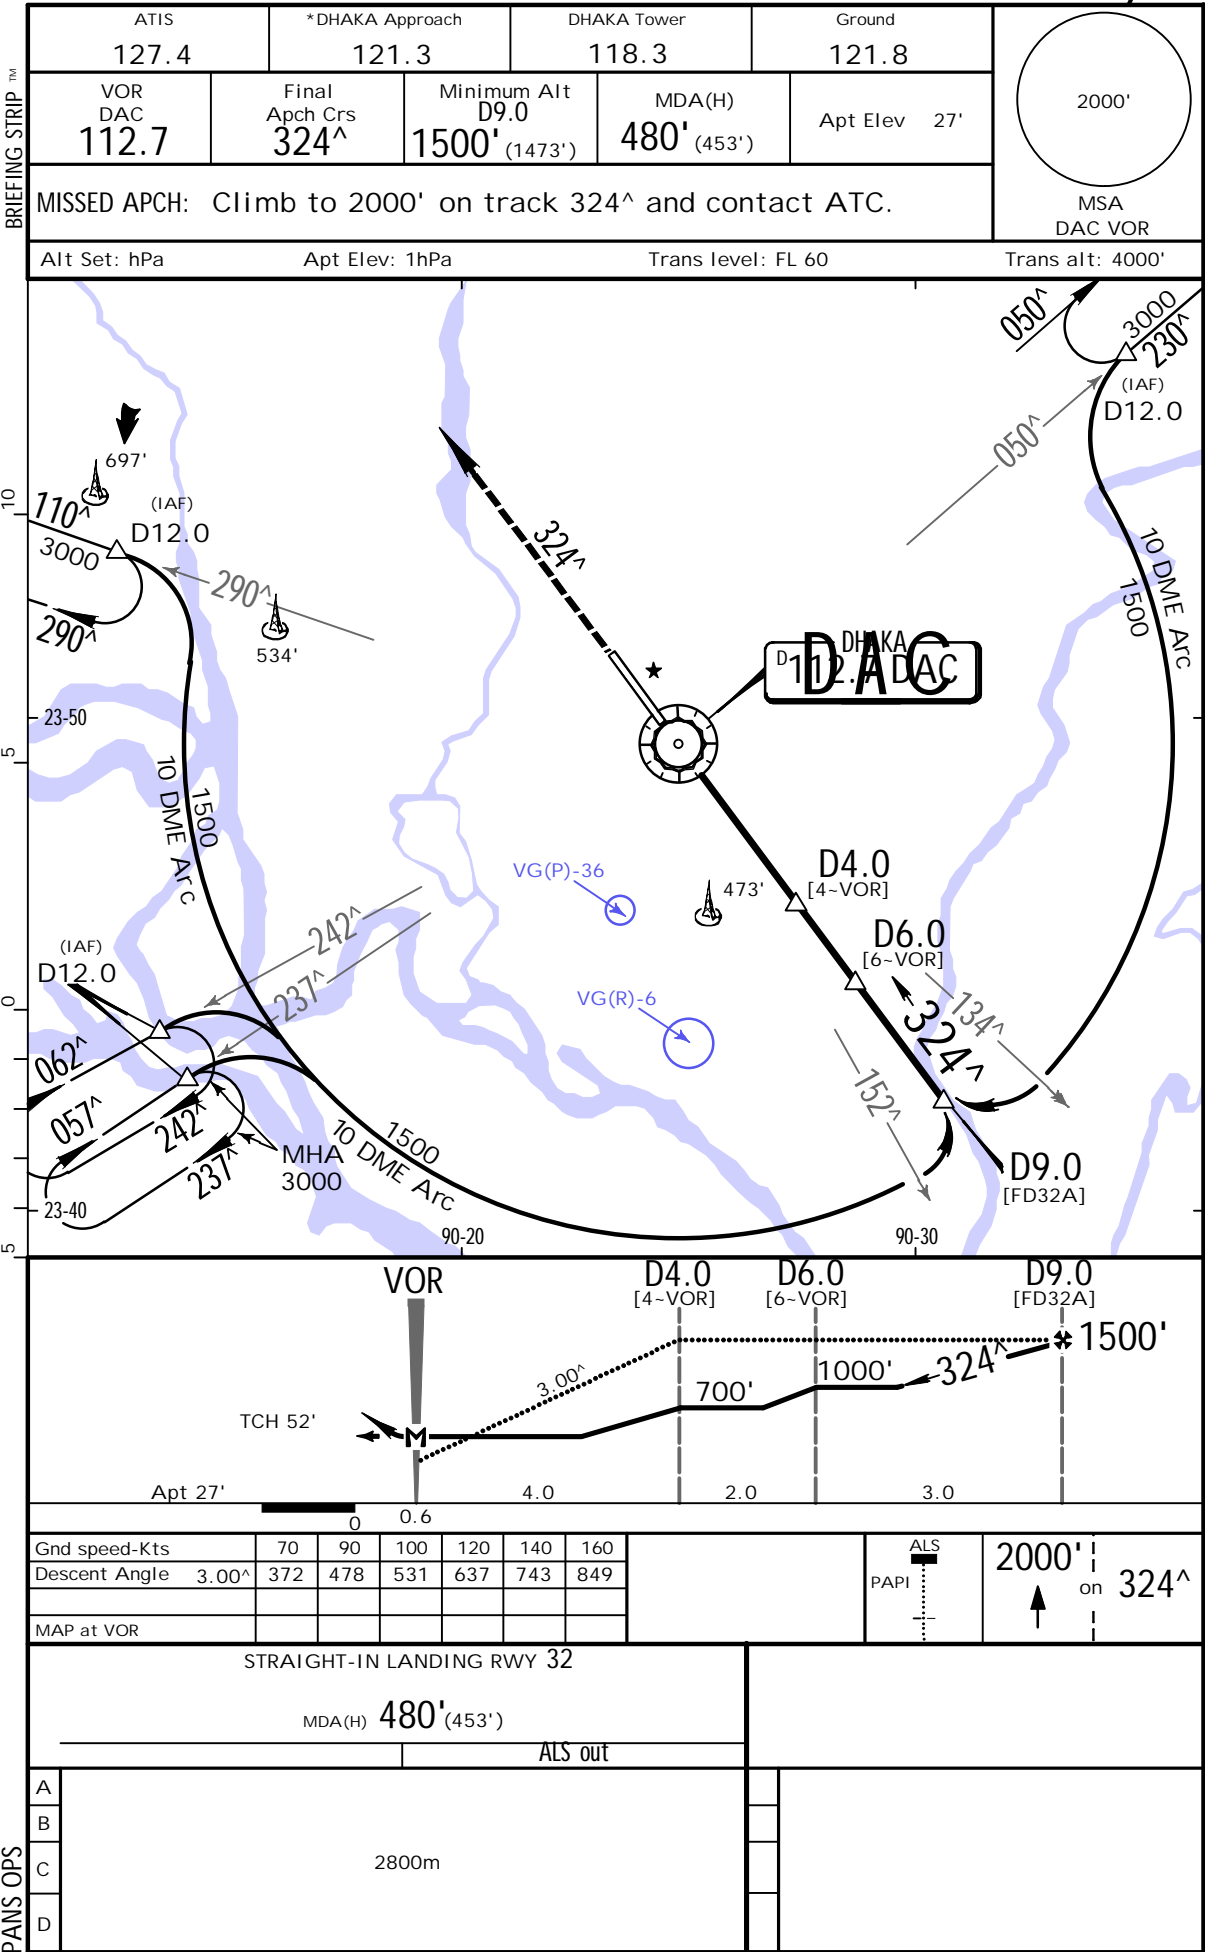 BRIEFING STRIP ™
ATIS
127.4
*DHAKA Approach
121.3
DHAKA Tower
118.3
Ground
121.8
VOR
DAC
112.7
Final
Apch Crs
324^
Minimum Alt
D9.0
1500' (1473')
MDA(H)
480' (453')
Apt Elev 27'
2000'
MSA
DAC VOR
MISSED APCH: Climb to 2000' on track 324^ and contact ATC.
Alt Set: hPa Apt Elev: 1hPa Trans level: FL 60 Trans alt: 4000'
050^
3000
230^
(IAF)
D12.0
050^
697'
(IAF)
D12.0
110^
3000
290^
290^
534'
324^
10 DME Arc
1500
DHAKA
D 112.7 DAC
DAC
10
23-50
5
10 DME Arc
1500
VG(P)-36
473'
D4.0
[4~VOR]
D6.0
[6~VOR]
242^
237^
(IAF)
D12.0
0
VG(R)-6
134^
324^
152^
062^
057^
242^
237^
MHA
3000
1500
10 DME Arc
D9.0
[FD32A]
23-40
5
90-20
90-30
VOR
D4.0
[4~VOR]
D6.0
[6~VOR]
D9.0
[FD32A]
1500'
324^
1000'
700'
3.00^
TCH 52'
Apt 27'
4.0
2.0
3.0
0
0.6
Gnd speed-Kts 70 90 100 120 140 160
Descent Angle 3.00^ 372 478 531 637 743 849
MAP at VOR
ALS
PAPI
2000'
on 324^
STRAIGHT-IN LANDING RWY 32
MDA(H) 480' (453')
ALS out
A
B
C
D
2800m
PANS OPS